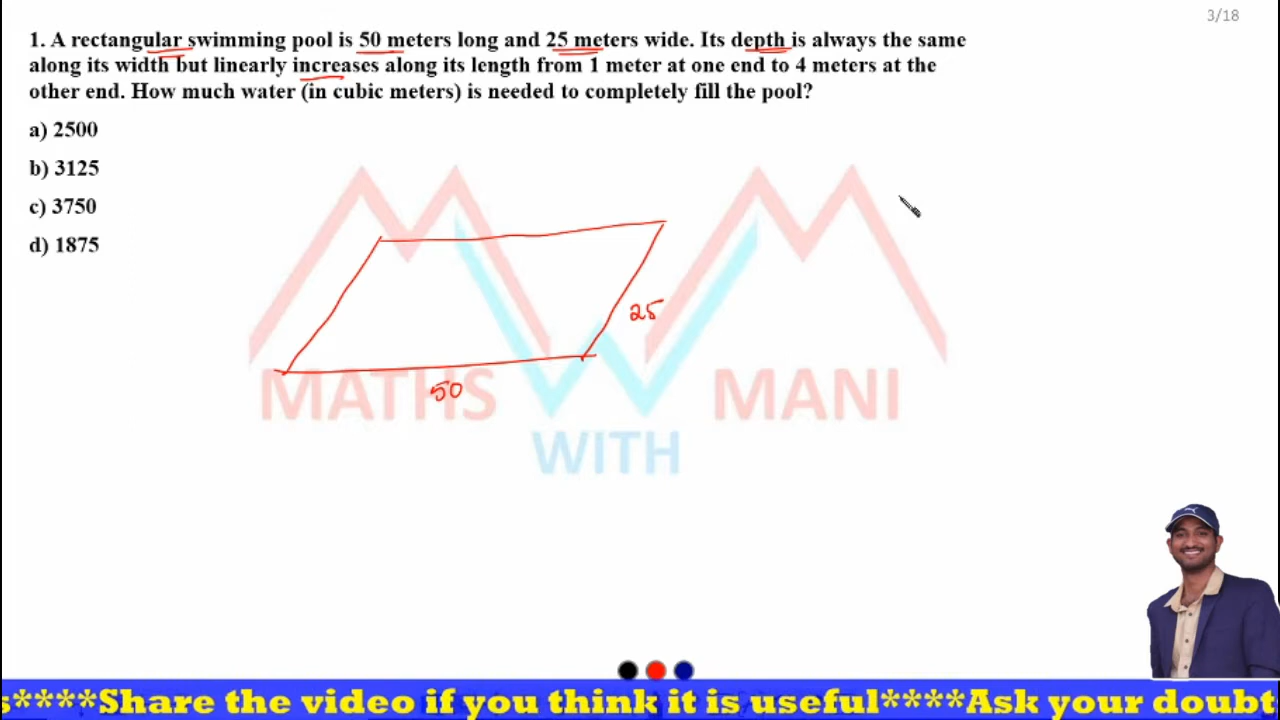 3/18
1. A rectangular swimming pool is 50 meters long and 25 meters wide. Its depth is always the same
along its width but linearly increases along its length from 1 meter at one end to 4 meters at the
other end. How much water (in cubic meters) is needed to completely fill the pool?
a) 2500
b) 3125
c) 3750
d) 1875
25
50
MATHS MANI
WITH
s****Share the video if you think it is useful****Ask your doubt